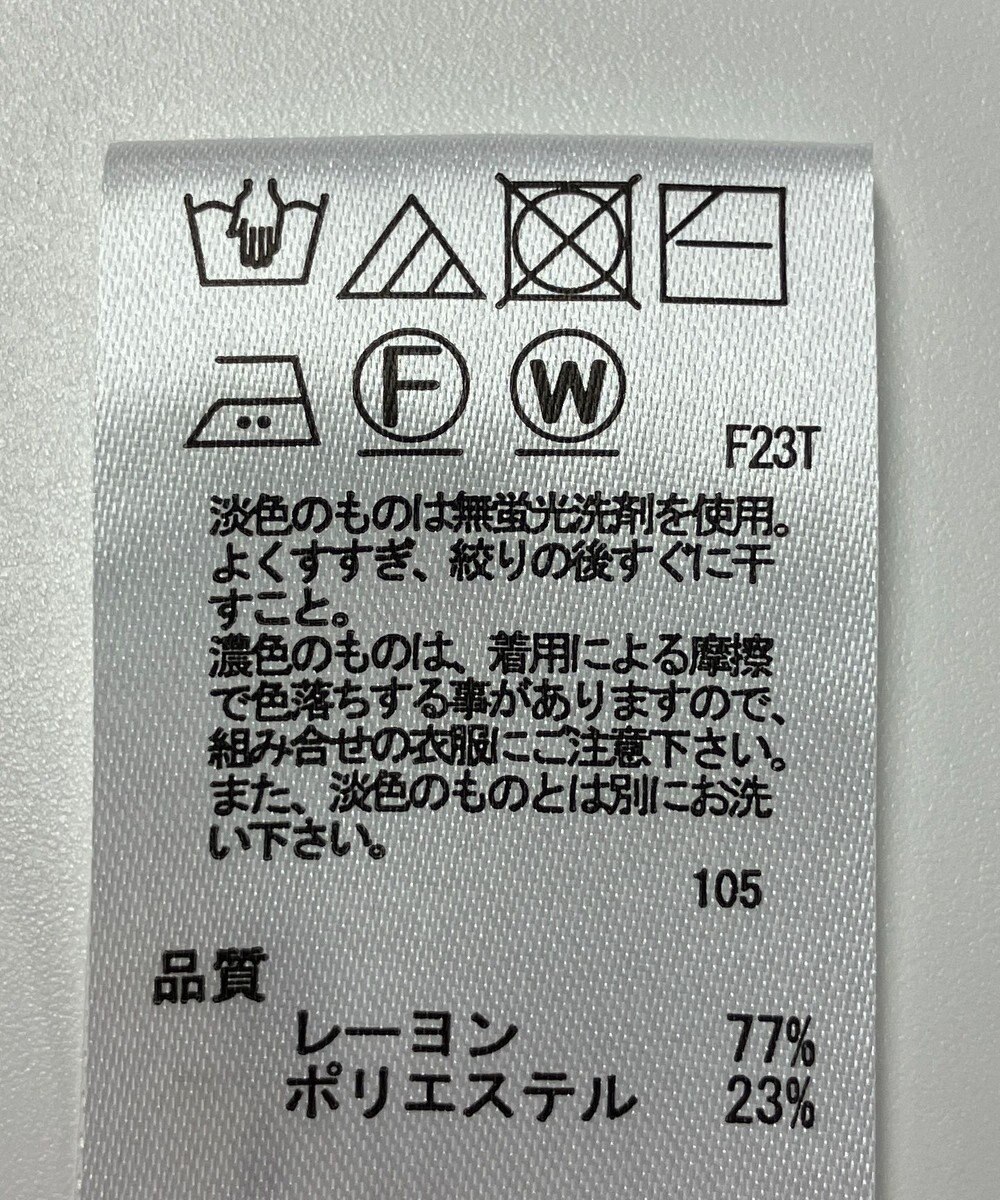 F W F23T
淡色のものは無蛍光洗剤を使用。
よくすすぎ、絞りの後すぐに干
すこと。
濃色のものは、着用による摩擦
で色落ちする事がありますので、
組み合せの衣服にご注意下さい。
また、淡色のものとは別にお洗
い下さい。
105
品質
レーヨン 77%
ポリエステル 23%